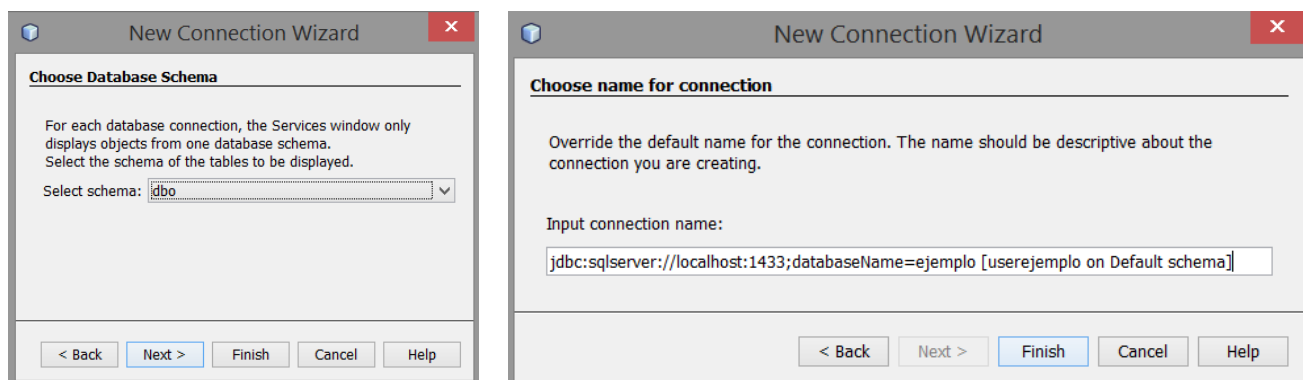 New Connection Wizard
Choose Database Schema
For each database connection, the Services window only
displays objects from one database schema.
Select the schema of the tables to be displayed.
Select schema: dbo
< Back Next > Finish Cancel Help
New Connection Wizard
Choose name for connection
Override the default name for the connection. The name should be descriptive about the
connection you are creating.
Input connection name:
jdbc:sqlserver://localhost:1433;databaseName=ejemplo [userejemplo on Default schema]
< Back Next > Finish Cancel Help